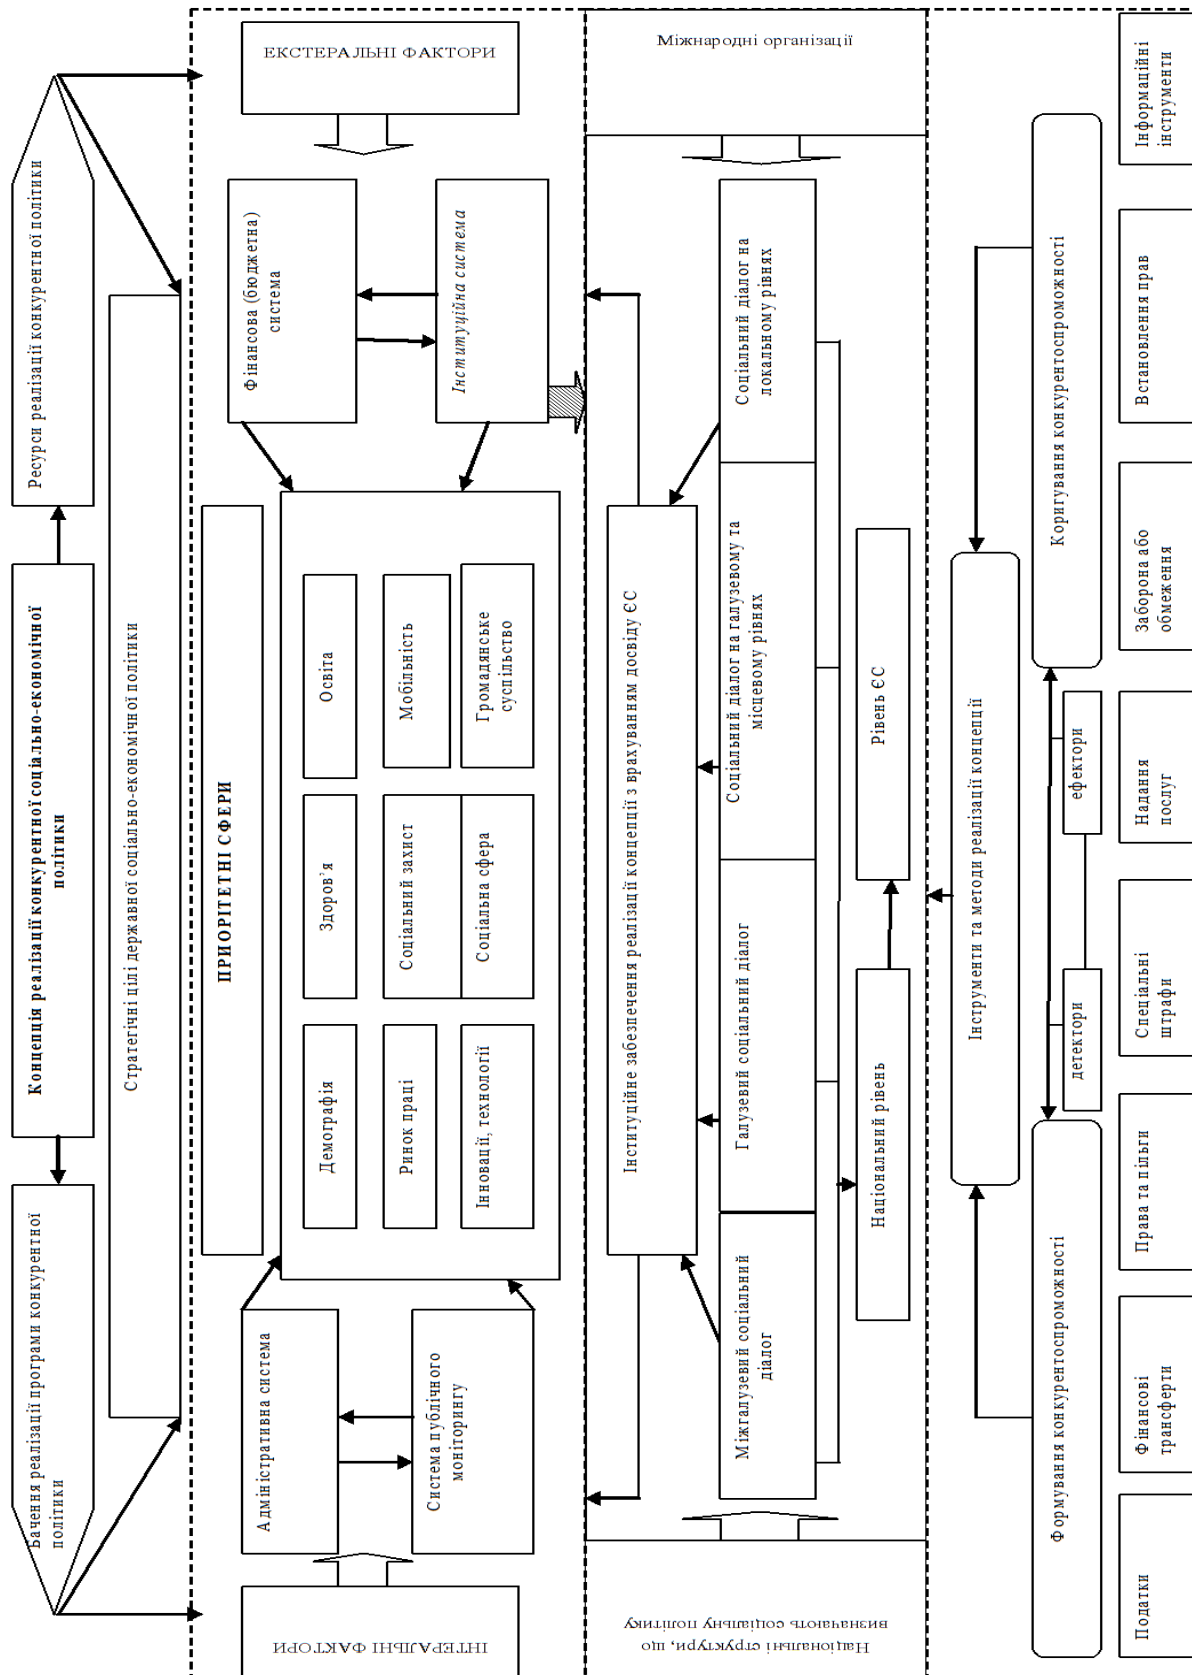 Концепція реалізації конкурентної соціально-економічної
політики
Бачення реалізації програми конкурентної
політики
Ресурси реалізації конкурентної політики
Стратегічні цілі державної соціально-економічної політики
ІНТЕРАЛЬНІ ФАКТОРИ
ЕКСТЕРАЛЬНІ ФАКТОРИ
ПРИОРІТЕТНІ СФЕРИ
Адміністративна система
Система публічного
моніторингу
Демографія
Здоров’я
Освіта
Ринок праці
Соціальний захист
Мобільність
Інновації, технології
Соціальна сфера
Громадянське
суспільство
Фінансова (бюджетна)
система
Інституційна система
Національні структури, що
визначають соціальну політику
Міжнародні організації
Інституційне забезпечення реалізації концепції з врахуванням досвіду ЄС
Міжгалузевий соціальний
діалог
Галузевий соціальний діалог
Соціальний діалог на галузевому та
місцевому рівнях
Соціальний діалог на
локальному рівнях
Національний рівень
Рівень ЄС
Інструменти та методи реалізації концепції
Формування конкурентоспроможності
детектори
ефектори
Коригування конкурентоспроможності
Податки
Фінансові
трансферти
Права та пільги
Спеціальні
штрафи
Надання
послуг
Заборона або
обмеження
Встановлення прав
Інформаційні
інструменти